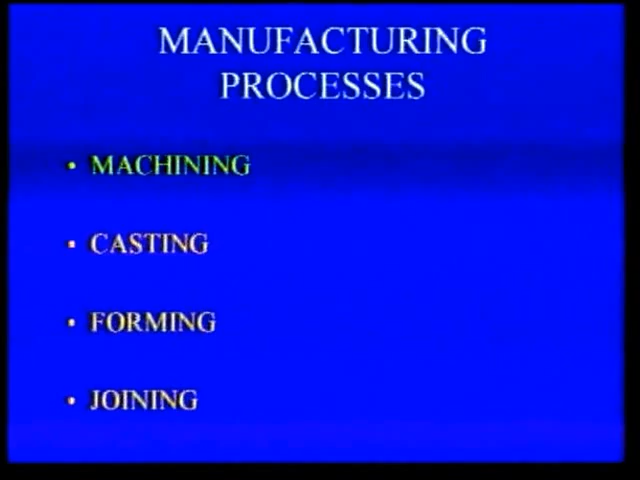 MANUFACTURING
PROCESSES
• MACHINING
• CASTING
• FORMING
• JOINING